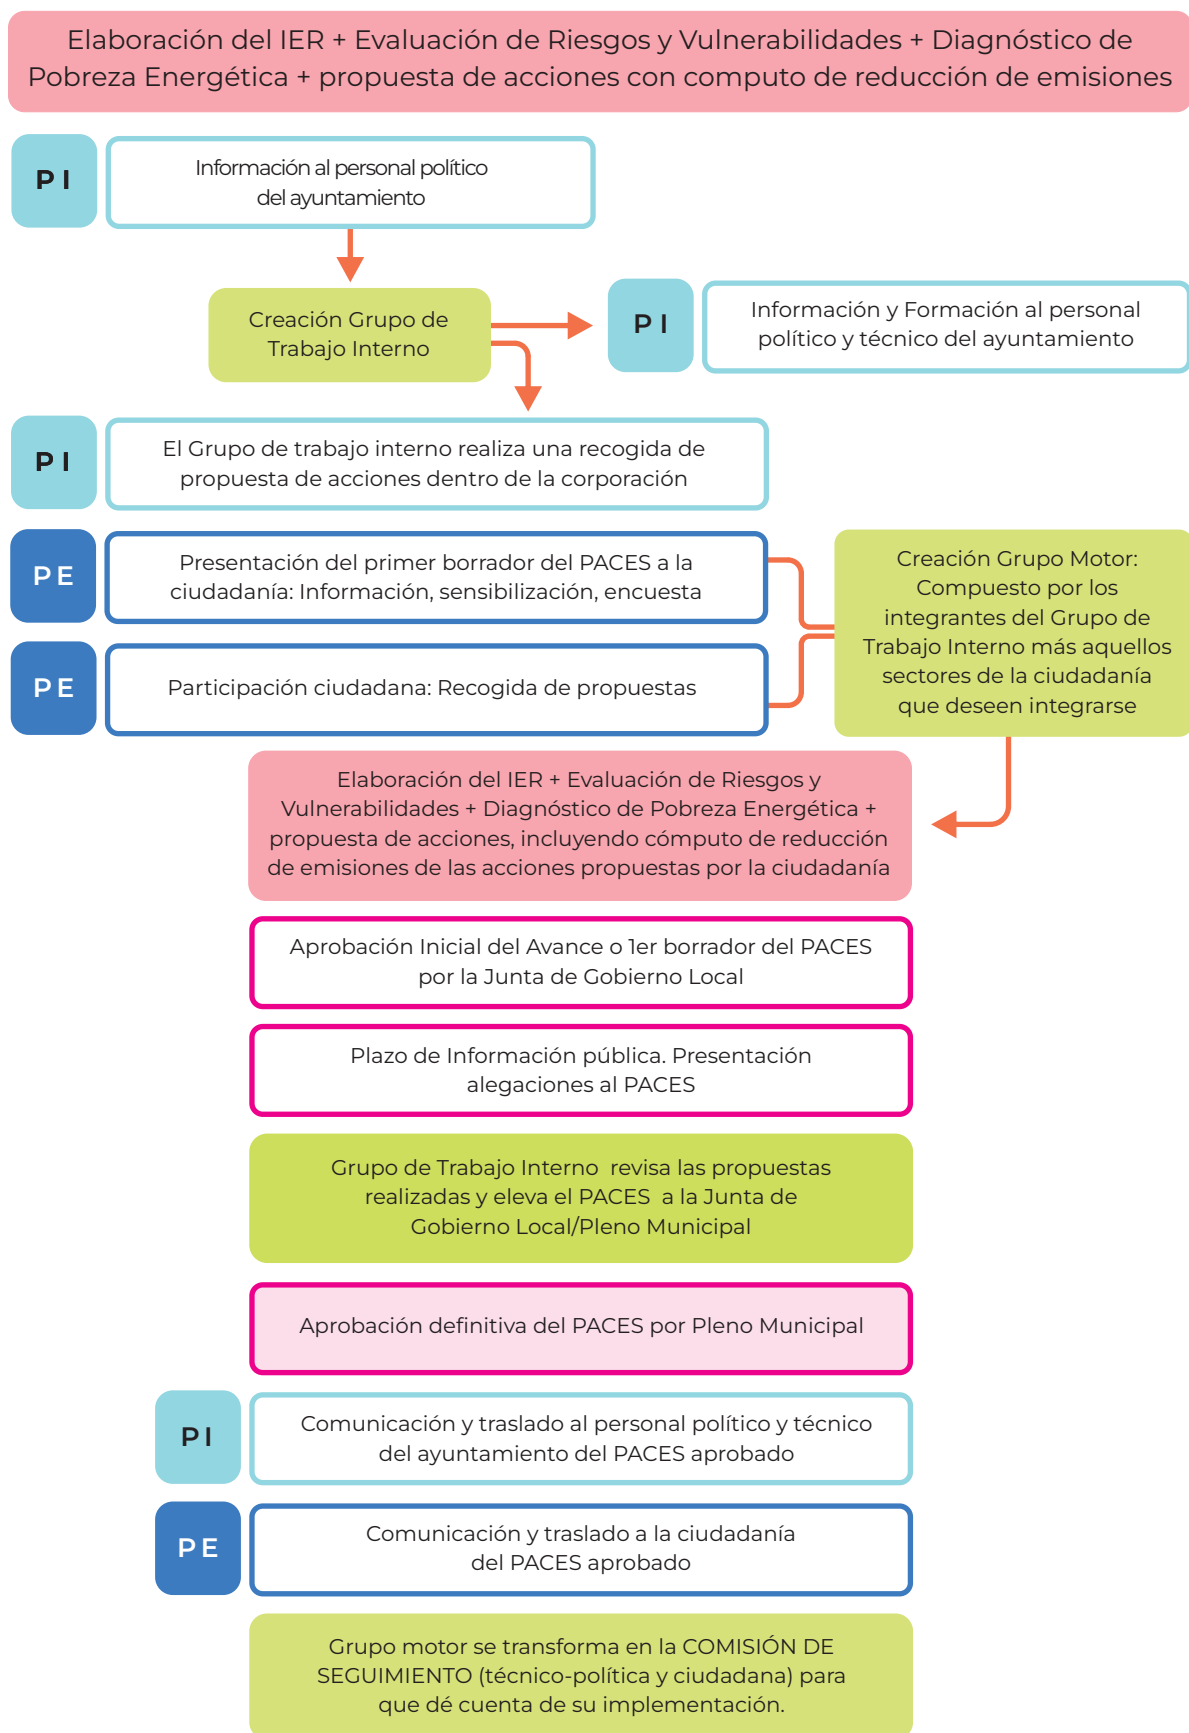 Elaboración del IER + Evaluación de Riesgos y Vulnerabilidades + Diagnóstico de
Pobreza Energética + propuesta de acciones con computo de reducción de emisiones
P I
Información al personal político
del ayuntamiento
Creación Grupo de
Trabajo Interno
P I
Información y Formación al personal
político y técnico del ayuntamiento
P I
El Grupo de trabajo interno realiza una recogida de
propuesta de acciones dentro de la corporación
P E
Presentación del primer borrador del PACES a la
ciudadanía: Información, sensibilización, encuesta
P E
Participación ciudadana: Recogida de propuestas
Creación Grupo Motor:
Compuesto por los
integrantes del Grupo de
Trabajo Interno más aquellos
sectores de la ciudadanía
que deseen integrarse
Elaboración del IER + Evaluación de Riesgos y
Vulnerabilidades + Diagnóstico de Pobreza Energética +
propuesta de acciones, incluyendo cómputo de reducción
de emisiones de las acciones propuestas por la ciudadanía
Aprobación Inicial del Avance o 1er borrador del PACES
por la Junta de Gobierno Local
Plazo de Información pública. Presentación
alegaciones al PACES
Grupo de Trabajo Interno revisa las propuestas
realizadas y eleva el PACES a la Junta de
Gobierno Local/Pleno Municipal
Aprobación definitiva del PACES por Pleno Municipal
P I
Comunicación y traslado al personal político y técnico
del ayuntamiento del PACES aprobado
P E
Comunicación y traslado a la ciudadanía
del PACES aprobado
Grupo motor se transforma en la COMISIÓN DE
SEGUIMIENTO (técnico-política y ciudadana) para
que dé cuenta de su implementación.